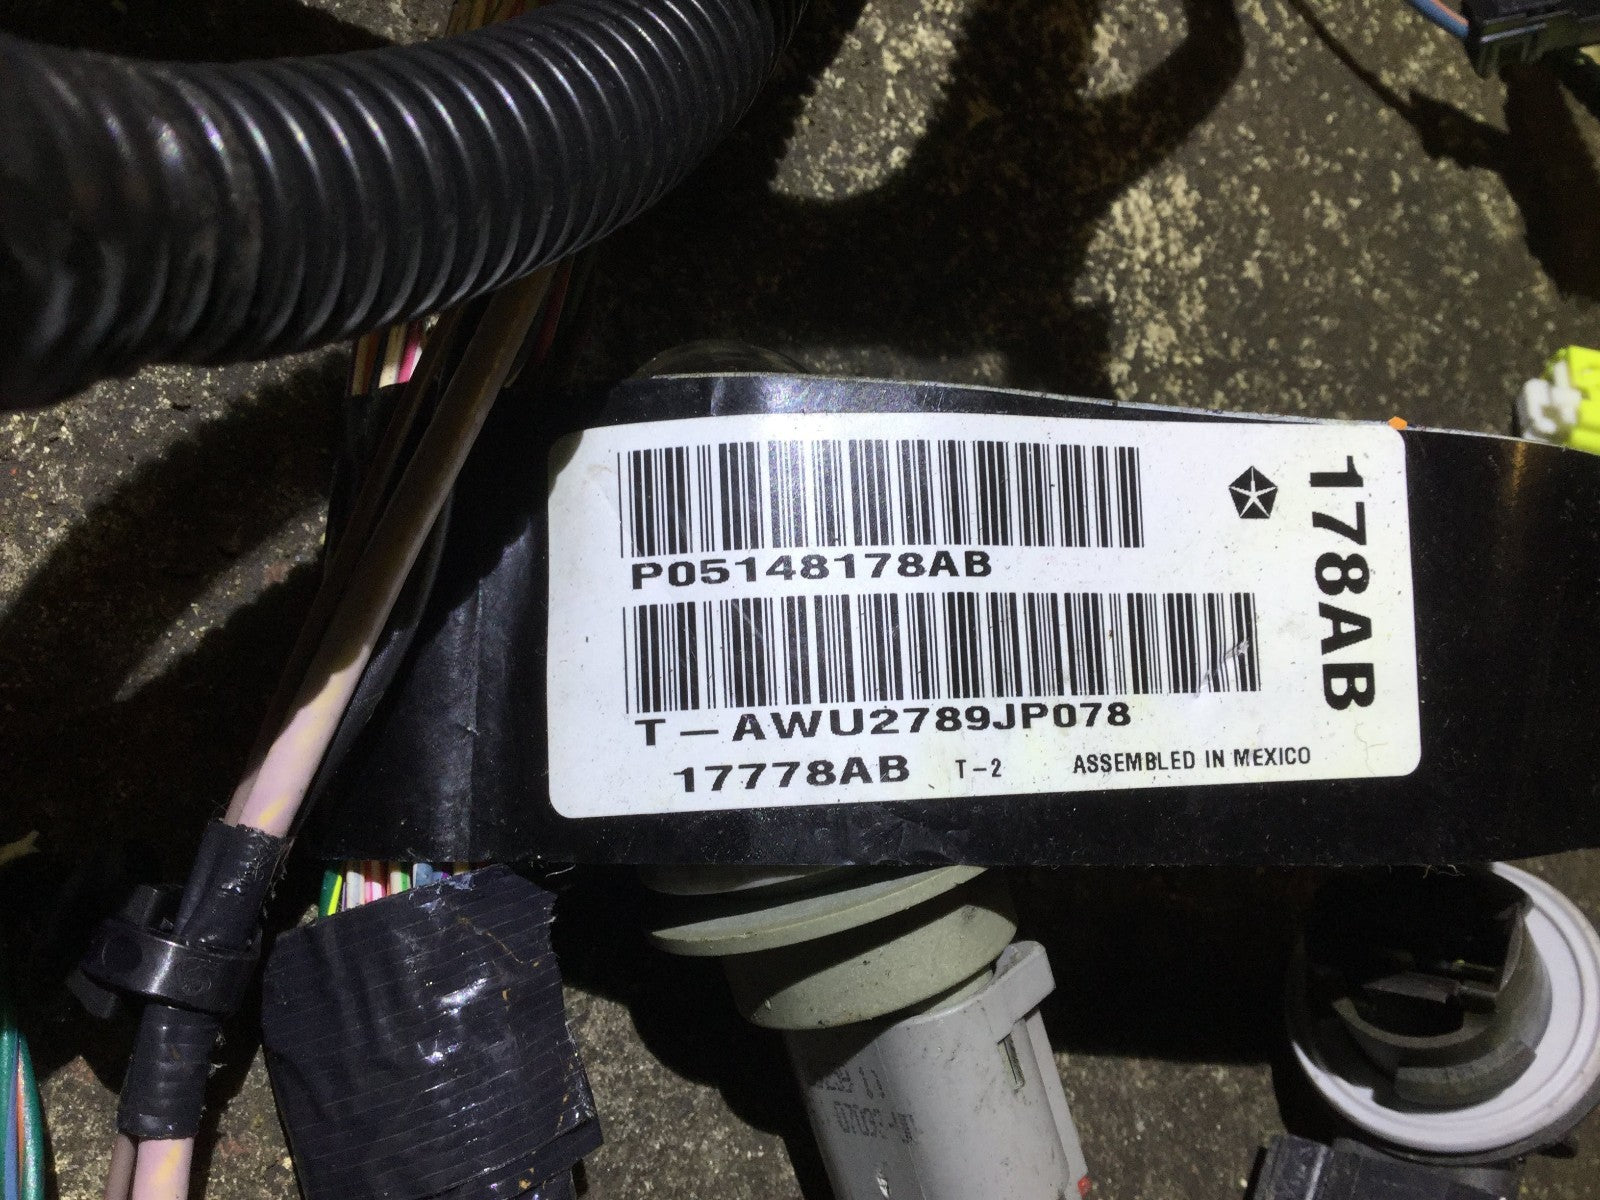 P05148178AB
T-AWU2789JP078
17778AB T-2 ASSEMBLED IN MEXICO
178AB